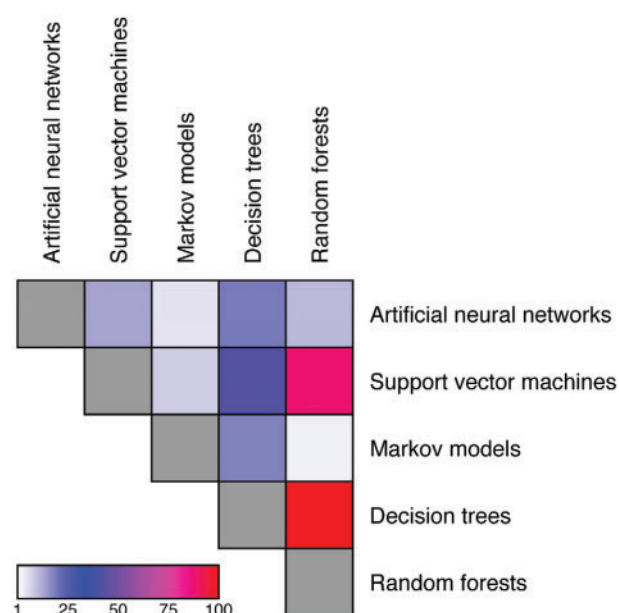 Artificial neural networks
Support vector machines
Markov models
Decision trees
Random forests
Artificial neural networks
Support vector machines
Markov models
Decision trees
Random forests
1 25 50 75 100